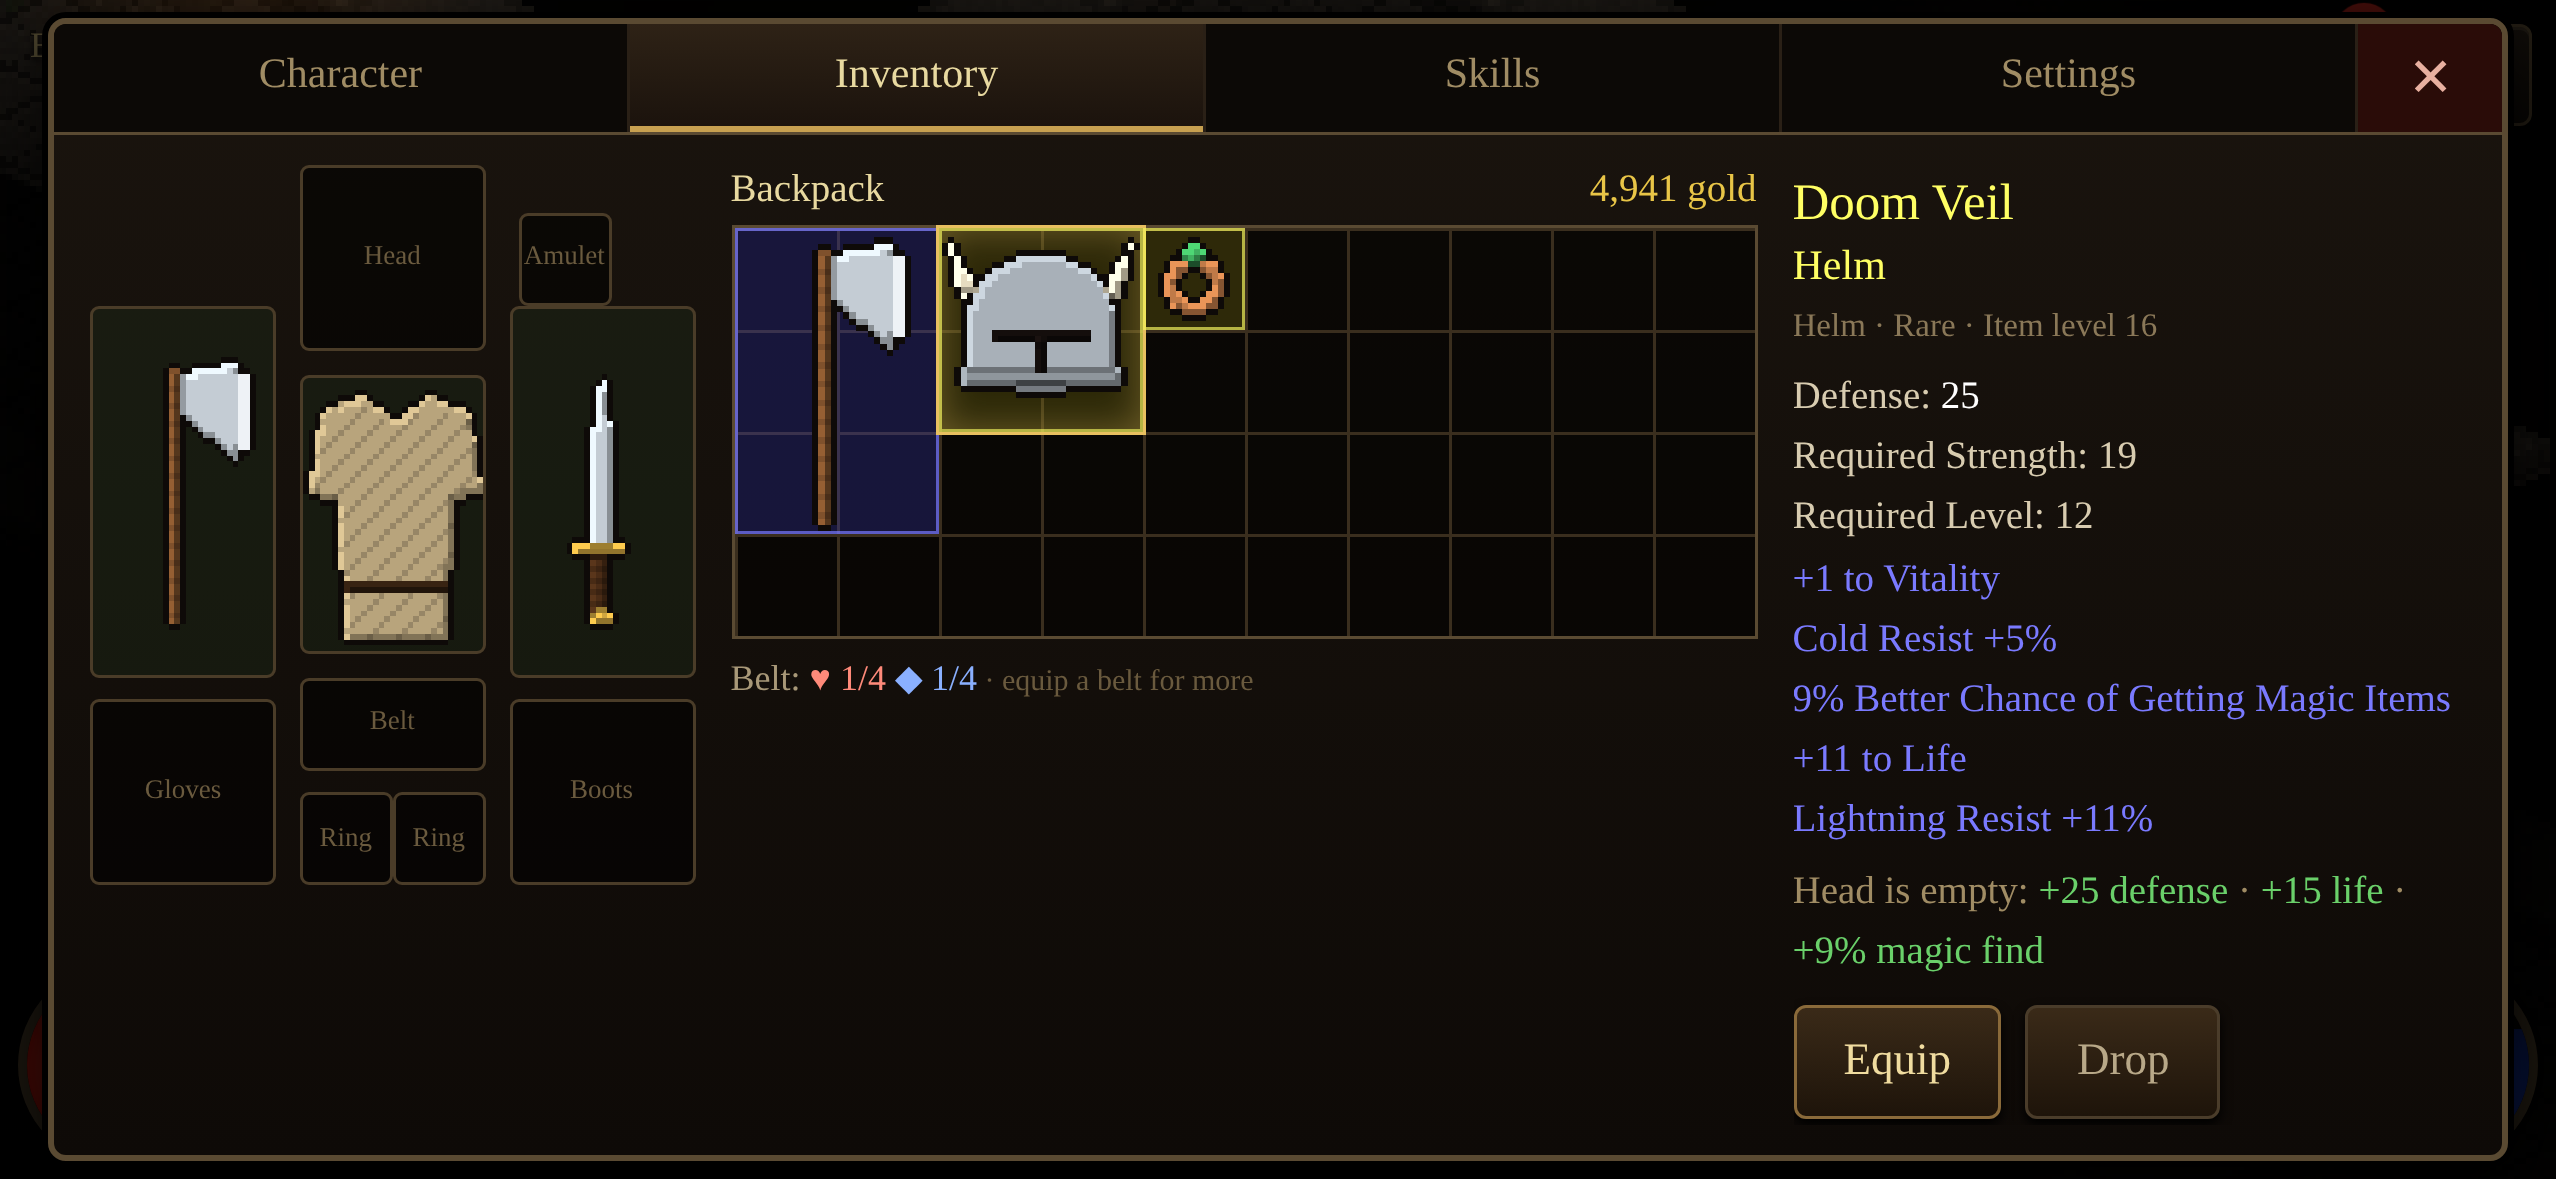 Character
Inventory
Skills
Settings
✕
Head
Amulet
Belt
Gloves
Ring
Ring
Boots
Backpack
4,941 gold
Belt: ♥ 1/4 ◆ 1/4 · equip a belt for more
Doom Veil
Helm
Helm · Rare · Item level 16
Defense: 25
Required Strength: 19
Required Level: 12
+1 to Vitality
Cold Resist +5%
9% Better Chance of Getting Magic Items
+11 to Life
Lightning Resist +11%
Head is empty: +25 defense · +15 life ·
+9% magic find
Equip
Drop